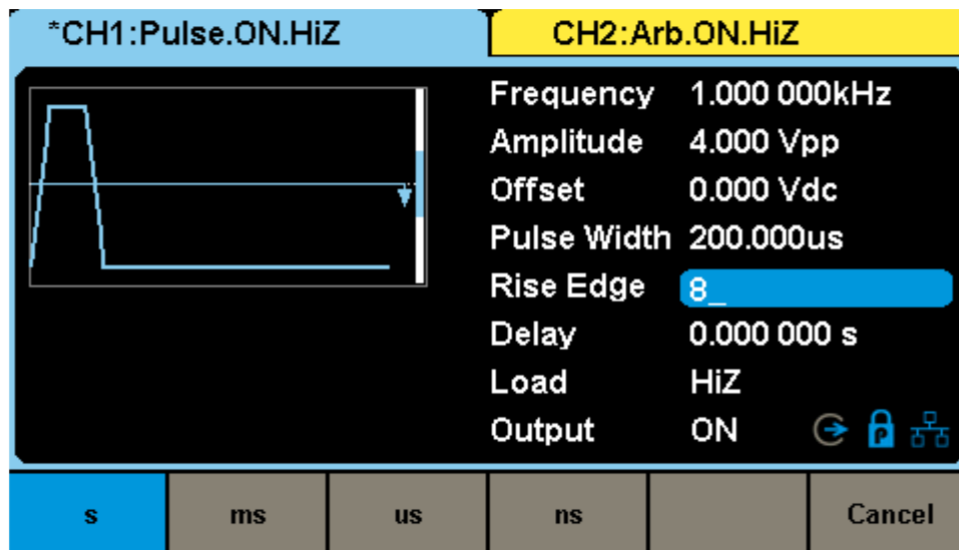 *CH1:Pulse.ON.HiZ
CH2:Arb.ON.HiZ
Frequency 1.000 000kHz
Amplitude 4.000 Vpp
Offset 0.000 Vdc
Pulse Width 200.000us
Rise Edge 8_
Delay 0.000 000 s
Load HiZ
Output ON P
s ms us ns Cancel